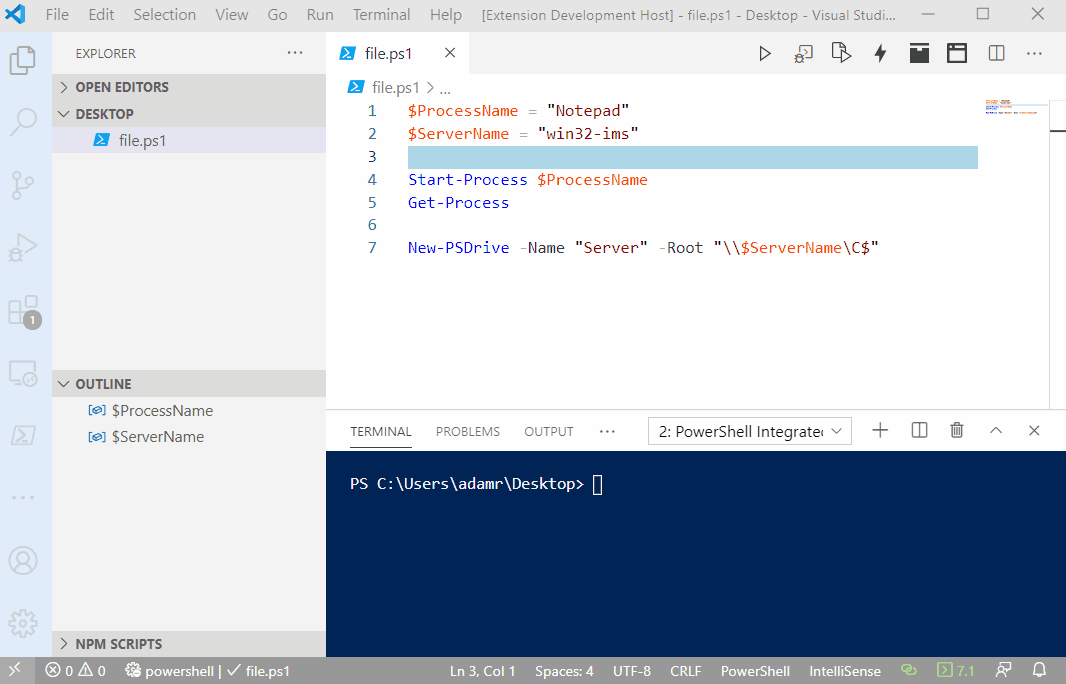 File Edit Selection View Go Run Terminal Help [Extension Development Host] - file.ps1 - Desktop - Visual Studi...
EXPLORER ...
OPEN EDITORS
DESKTOP
file.ps1
1
OUTLINE
$ProcessName
$ServerName
NPM SCRIPTS
file.ps1
file.ps1 > ...
1 $ProcessName = "Notepad"
2 $ServerName = "win32-ims"
3
4 Start-Process $ProcessName
5 Get-Process
6
7 New-PSDrive -Name "Server" -Root "\\$ServerName\C$"
TERMINAL PROBLEMS OUTPUT ... 2: PowerShell Integrated
PS C:\Users\adamr\Desktop>
0 0 powershell | ✓ file.ps1 Ln 3, Col 1 Spaces: 4 UTF-8 CRLF PowerShell IntelliSense 7.1